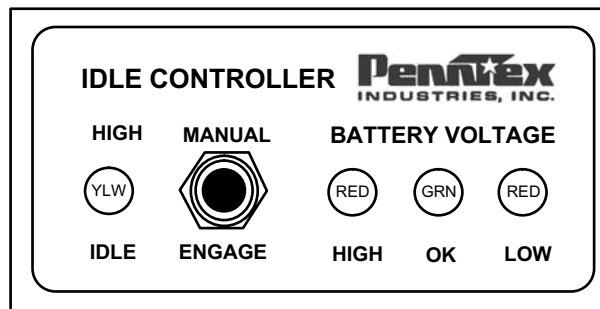 IDLE CONTROLLER PennTex
INDUSTRIES, INC.
HIGH MANUAL BATTERY VOLTAGE
YLW RED GRN RED
IDLE ENGAGE HIGH OK LOW